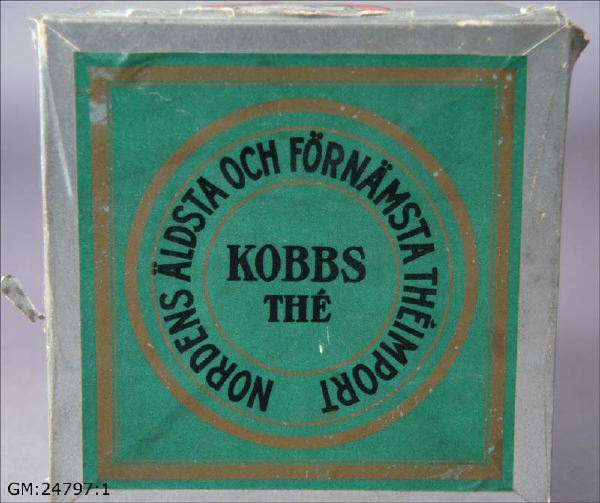 NORDENS ÄLDSTA OCH FÖRNÄMSTA THÉIMPORT
KOBBS
THÉ
GM:24797:1